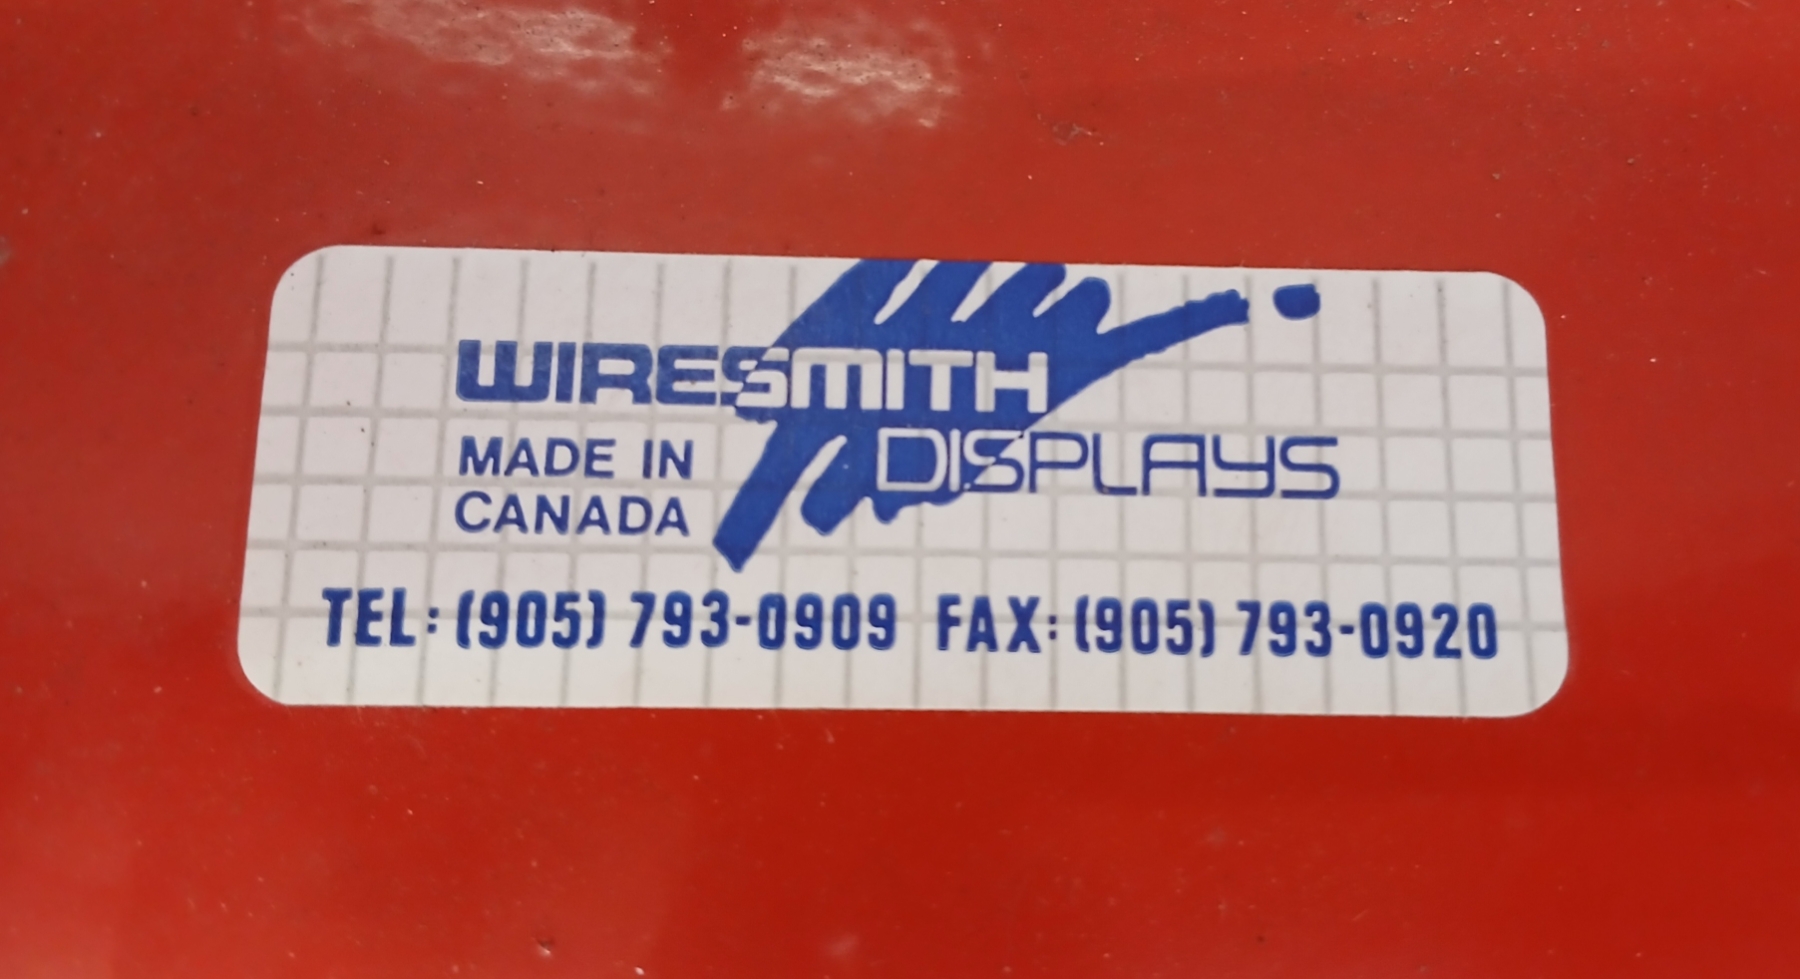 WIRESMITH
DISPLAYS
MADE IN
CANADA
TEL: (905) 793-0909 FAX: (905) 793-0920